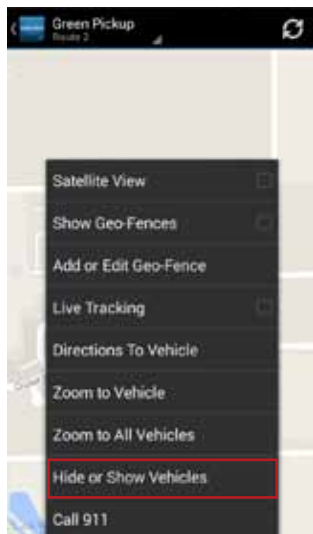 Green Pickup
Route 2
Satellite View
Show Geo-Fences
Add or Edit Geo-Fence
Live Tracking
Directions To Vehicle
Zoom to Vehicle
Zoom to All Vehicles
Hide or Show Vehicles
Call 911